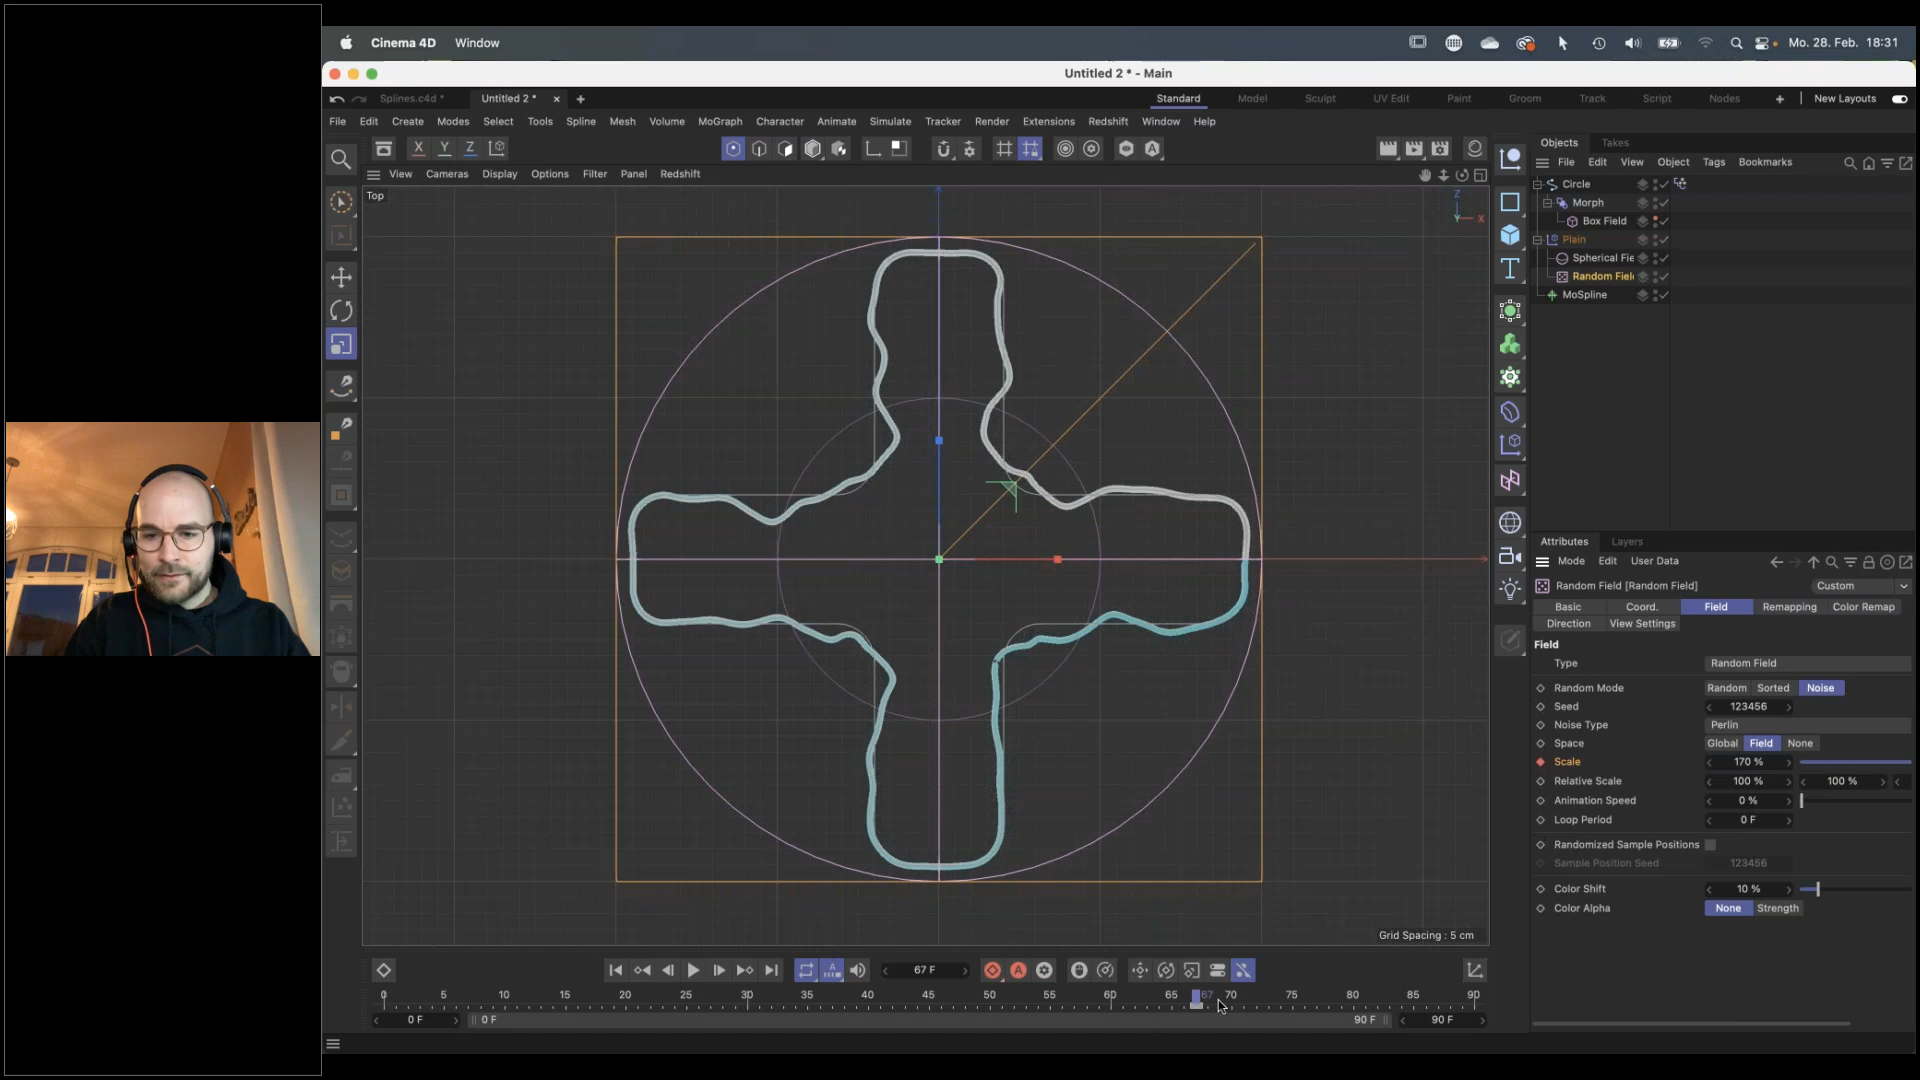 Cinema 4D Window
Mo. 28. Feb. 18:31
Untitled 2 * - Main
Splines.c4d *
Untitled 2 * × +
Standard Model Sculpt UV Edit Paint Groom Track Script Nodes + New Layouts
File Edit Create Modes Select Tools Spline Mesh Volume MoGraph Character Animate Simulate Tracker Render Extensions Redshift Window Help
X Y Z
View Cameras Display Options Filter Panel Redshift
Top
Z
Y X
Grid Spacing : 5 cm
67 F
0 5 10 15 20 25 30 35 40 45 50 55 60 65 67 70 75 80 85 90
0 F 0 F 90 F 90 F
Objects Takes
File Edit View Object Tags Bookmarks
Circle
Morph
Box Field
Plain
Spherical Fie
Random Fiel
MoSpline
Attributes Layers
Mode Edit User Data
Random Field [Random Field] Custom
Basic Coord. Field Remapping Color Remap
Direction View Settings
Field
Type Random Field
Random Mode Random Sorted Noise
Seed 123456
Noise Type Perlin
Space Global Field None
Scale 170 %
Relative Scale 100 % 100 %
Animation Speed 0 %
Loop Period 0 F
Randomized Sample Positions
Sample Position Seed 123456
Color Shift 10 %
Color Alpha None Strength